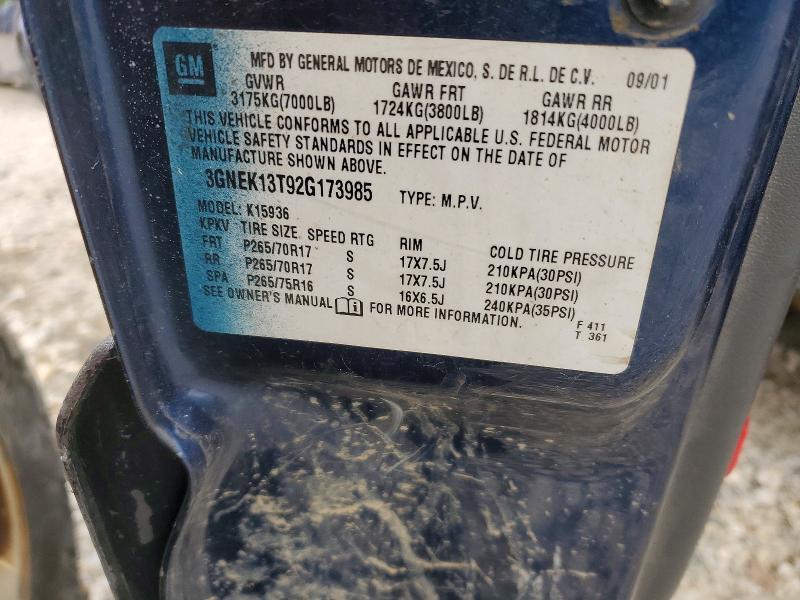 GM
MFD BY GENERAL MOTORS DE MEXICO, S. DE R.L. DE C.V. 09/01
GVWR GAWR FRT GAWR RR
3175KG(7000LB) 1724KG(3800LB) 1814KG(4000LB)
THIS VEHICLE CONFORMS TO ALL APPLICABLE U.S. FEDERAL MOTOR
VEHICLE SAFETY STANDARDS IN EFFECT ON THE DATE OF
MANUFACTURE SHOWN ABOVE.
3GNEK13T92G173985 TYPE: M.P.V.
MODEL: K15936
KPKV TIRE SIZE SPEED RTG RIM COLD TIRE PRESSURE
FRT P265/70R17 S 17X7.5J 210KPA(30PSI)
RR P265/70R17 S 17X7.5J 210KPA(30PSI)
SPA P265/75R16 S 16X6.5J 240KPA(35PSI)
SEE OWNER'S MANUAL FOR MORE INFORMATION.
F 411
T 361